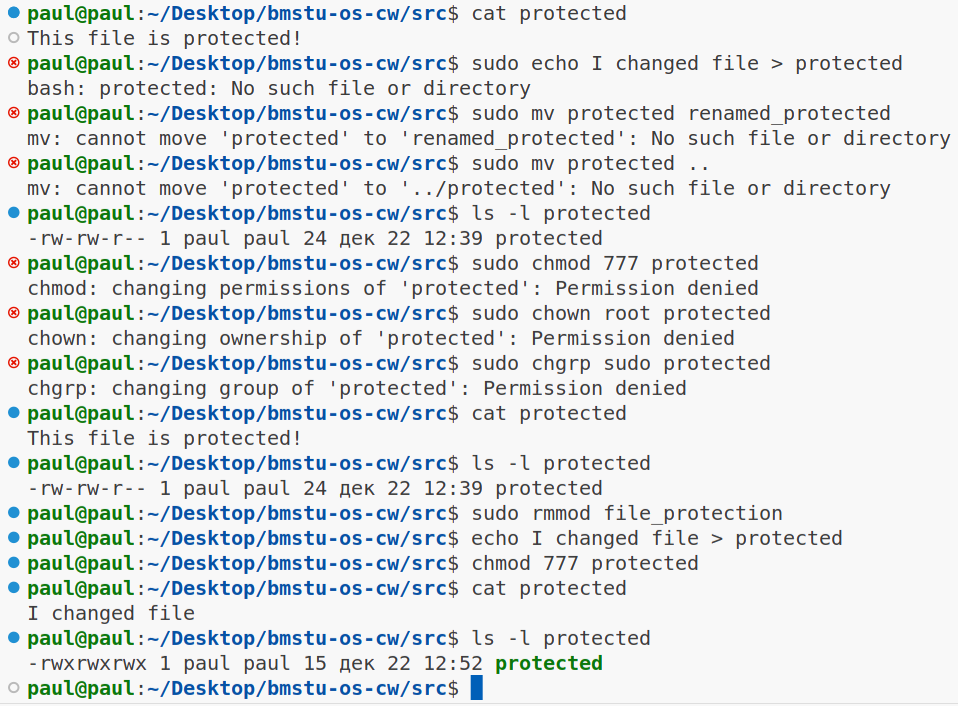 paul@paul:~/Desktop/bmstu-os-cw/src$ cat protected
This file is protected!
paul@paul:~/Desktop/bmstu-os-cw/src$ sudo echo I changed file > protected
bash: protected: No such file or directory
paul@paul:~/Desktop/bmstu-os-cw/src$ sudo mv protected renamed_protected
mv: cannot move 'protected' to 'renamed_protected': No such file or directory
paul@paul:~/Desktop/bmstu-os-cw/src$ sudo mv protected ..
mv: cannot move 'protected' to '../protected': No such file or directory
paul@paul:~/Desktop/bmstu-os-cw/src$ ls -l protected
-rw-rw-r-- 1 paul paul 24 дек 22 12:39 protected
paul@paul:~/Desktop/bmstu-os-cw/src$ sudo chmod 777 protected
chmod: changing permissions of 'protected': Permission denied
paul@paul:~/Desktop/bmstu-os-cw/src$ sudo chown root protected
chown: changing ownership of 'protected': Permission denied
paul@paul:~/Desktop/bmstu-os-cw/src$ sudo chgrp sudo protected
chgrp: changing group of 'protected': Permission denied
paul@paul:~/Desktop/bmstu-os-cw/src$ cat protected
This file is protected!
paul@paul:~/Desktop/bmstu-os-cw/src$ ls -l protected
-rw-rw-r-- 1 paul paul 24 дек 22 12:39 protected
paul@paul:~/Desktop/bmstu-os-cw/src$ sudo rmmod file_protection
paul@paul:~/Desktop/bmstu-os-cw/src$ echo I changed file > protected
paul@paul:~/Desktop/bmstu-os-cw/src$ chmod 777 protected
paul@paul:~/Desktop/bmstu-os-cw/src$ cat protected
I changed file
paul@paul:~/Desktop/bmstu-os-cw/src$ ls -l protected
-rwxrwxrwx 1 paul paul 15 дек 22 12:52 protected
paul@paul:~/Desktop/bmstu-os-cw/src$